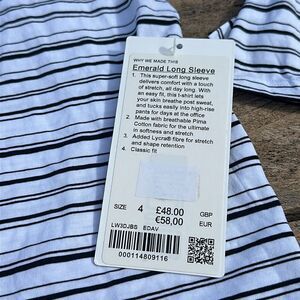 WHY WE MADE THIS
Emerald Long Sleeve
1. This super-soft long sleeve
delivers comfort with a touch
of stretch, all day long. With
an easy fit, this t-shirt lets
your skin breathe post sweat,
and tucks easily into high-rise
pants for days at the office
2. Made with breathable Pima
Cotton fabric for the ultimate
in softness and stretch
3. Added Lycra® fibre for stretch
and shape retention
4. Classic fit
SIZE 4 £48.00 GBP
€58,00 EUR
LW3DJBS EDAV
000114809116